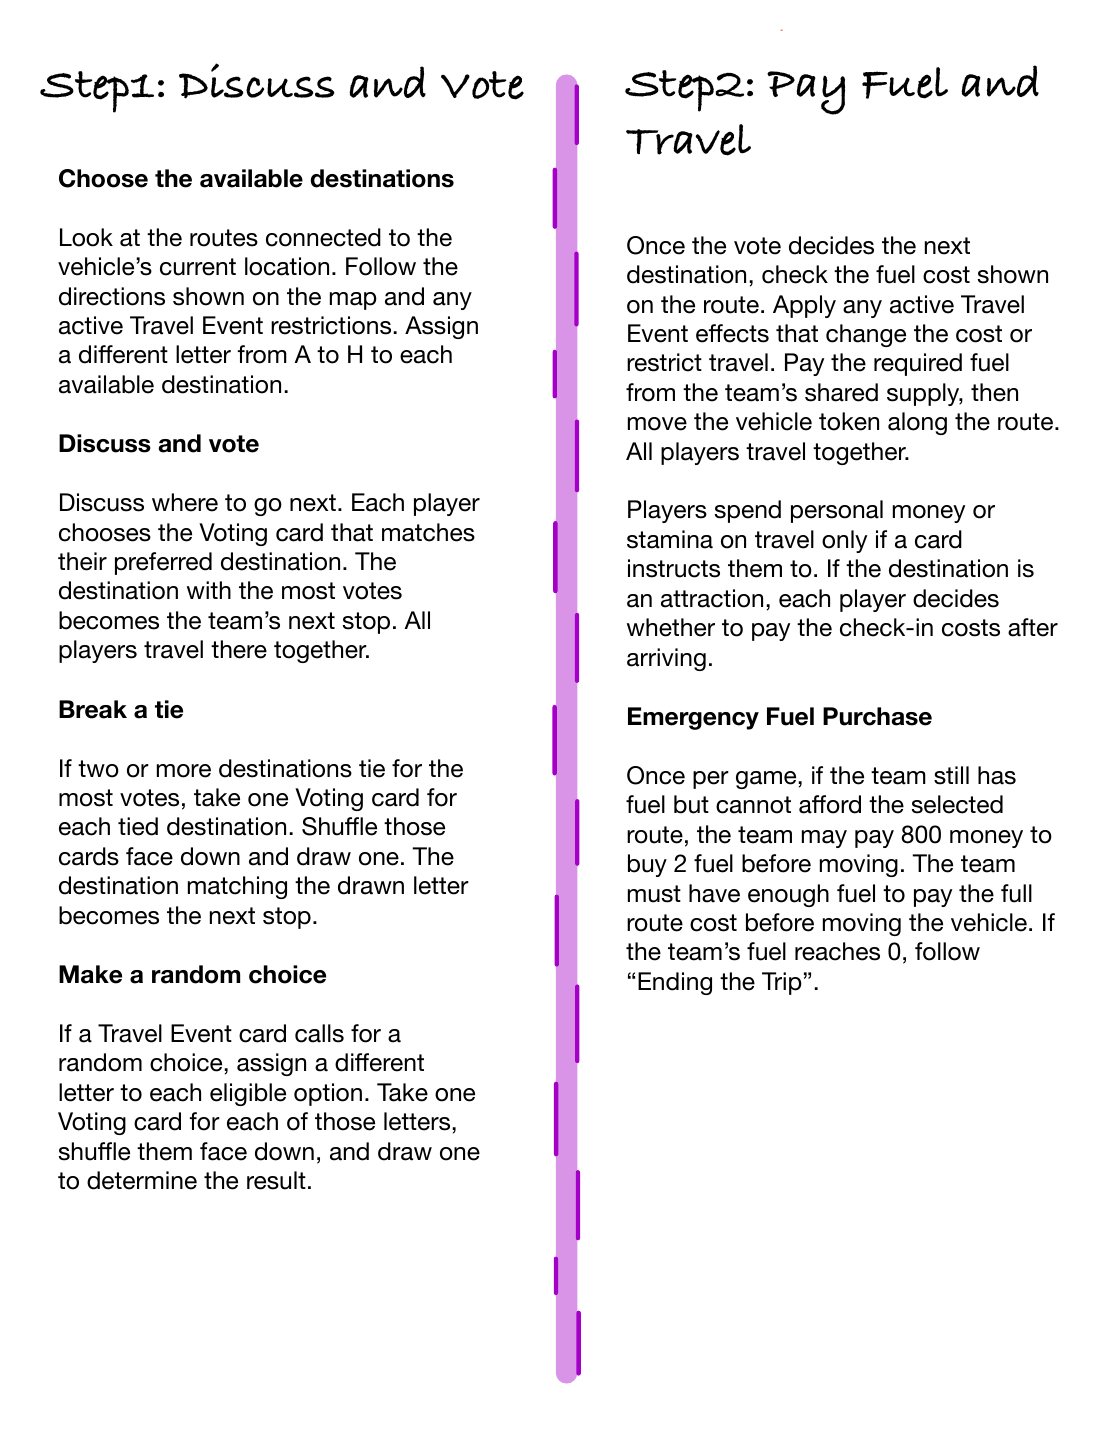 Step1: Discuss and Vote
Choose the available destinations
Look at the routes connected to the
vehicle's current location. Follow the
directions shown on the map and any
active Travel Event restrictions. Assign
a different letter from A to H to each
available destination.
Discuss and vote
Discuss where to go next. Each player
chooses the Voting card that matches
their preferred destination. The
destination with the most votes
becomes the team's next stop. All
players travel there together.
Break a tie
If two or more destinations tie for the
most votes, take one Voting card for
each tied destination. Shuffle those
cards face down and draw one. The
destination matching the drawn letter
becomes the next stop.
Make a random choice
If a Travel Event card calls for a
random choice, assign a different
letter to each eligible option. Take one
Voting card for each of those letters,
shuffle them face down, and draw one
to determine the result.
Step2: Pay Fuel and
Travel
Once the vote decides the next
destination, check the fuel cost shown
on the route. Apply any active Travel
Event effects that change the cost or
restrict travel. Pay the required fuel
from the team's shared supply, then
move the vehicle token along the route.
All players travel together.
Players spend personal money or
stamina on travel only if a card
instructs them to. If the destination is
an attraction, each player decides
whether to pay the check-in costs after
arriving.
Emergency Fuel Purchase
Once per game, if the team still has
fuel but cannot afford the selected
route, the team may pay 800 money to
buy 2 fuel before moving. The team
must have enough fuel to pay the full
route cost before moving the vehicle. If
the team's fuel reaches 0, follow
“Ending the Trip”.